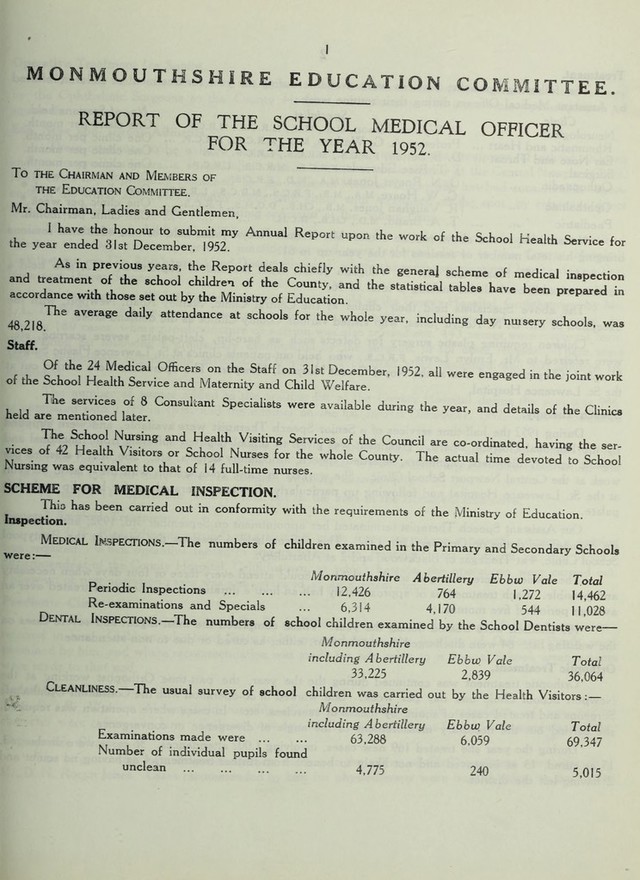 1
MONMOUTHSHIRE EDUCATION COMMITTEE.
REPORT OF THE SCHOOL MEDICAL OFFICER
FOR THE YEAR 1952.
To the Chairman and Members of
the Education Committee.
Mr. Chairman, Ladies and Gentlemen,
I have the honour to submit my Annual Report upon the work of the School Health Service for
the year ended 31st December, 1952.
As in previous years, the Report deals chiefly with the general scheme of medical inspection
and treatment of the school children of the County, and the statistical tables have been prepared in
accordance with those set out by the Ministry of Education.
The average daily attendance at schools for the whole year, including day nursery schools, was
48,218.
Staff.
Of the 24 Medical Officers on the Staff on 31st December, 1952, all were engaged in the joint work
of the School Health Service and Maternity and Child Welfare.
The services of 8 Consultant Specialists were available during the year, and details of the Clinics
held are mentioned later.
The School Nursing and Health Visiting Services of the Council are co-ordinated, having the ser-
vices of 42 Health Visitors or School Nurses for the whole County. The actual time devoted to School
Nursing was equivalent to that of 14 full-time nurses.
SCHEME FOR MEDICAL INSPECTION.
This has been carried out in conformity with the requirements of the Ministry of Education.
Inspection.
Medical Inspections.—The numbers of children examined in the Primary and Secondary Schools
were:—
Monmouthshire Abertillery Ebbw Vale Total
Periodic Inspections ... ... ... 12,426 764 1,272 14,462
Re-examinations and Specials ... 6,314 4,170 544 11,028
Dental Inspections.—The numbers of school children examined by the School Dentists were—
Monmouthshire
including Abertillery Ebbw Vale Total
33,225 2,839 36,064
Cleanliness.—The usual survey of school children was carried out by the Health Visitors:—
Monmouthshire
including Abertillery Ebbw Vale Total
Examinations made were ... ... 63,288 6,059 69,347
Number of individual pupils found
unclean ... ... ... ... 4,775 240 5,015